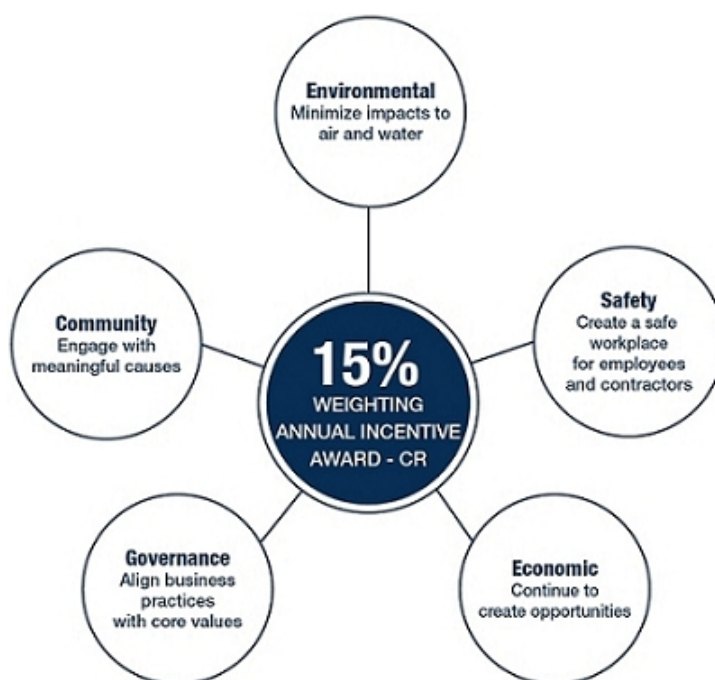 Environmental
Minimize impacts to
air and water
Community
Engage with
meaningful causes
Safety
Create a safe
workplace
for employees
and contractors
15%
WEIGHTING
ANNUAL INCENTIVE
AWARD - CR
Governance
Align business
practices
with core values
Economic
Continue to
create opportunities